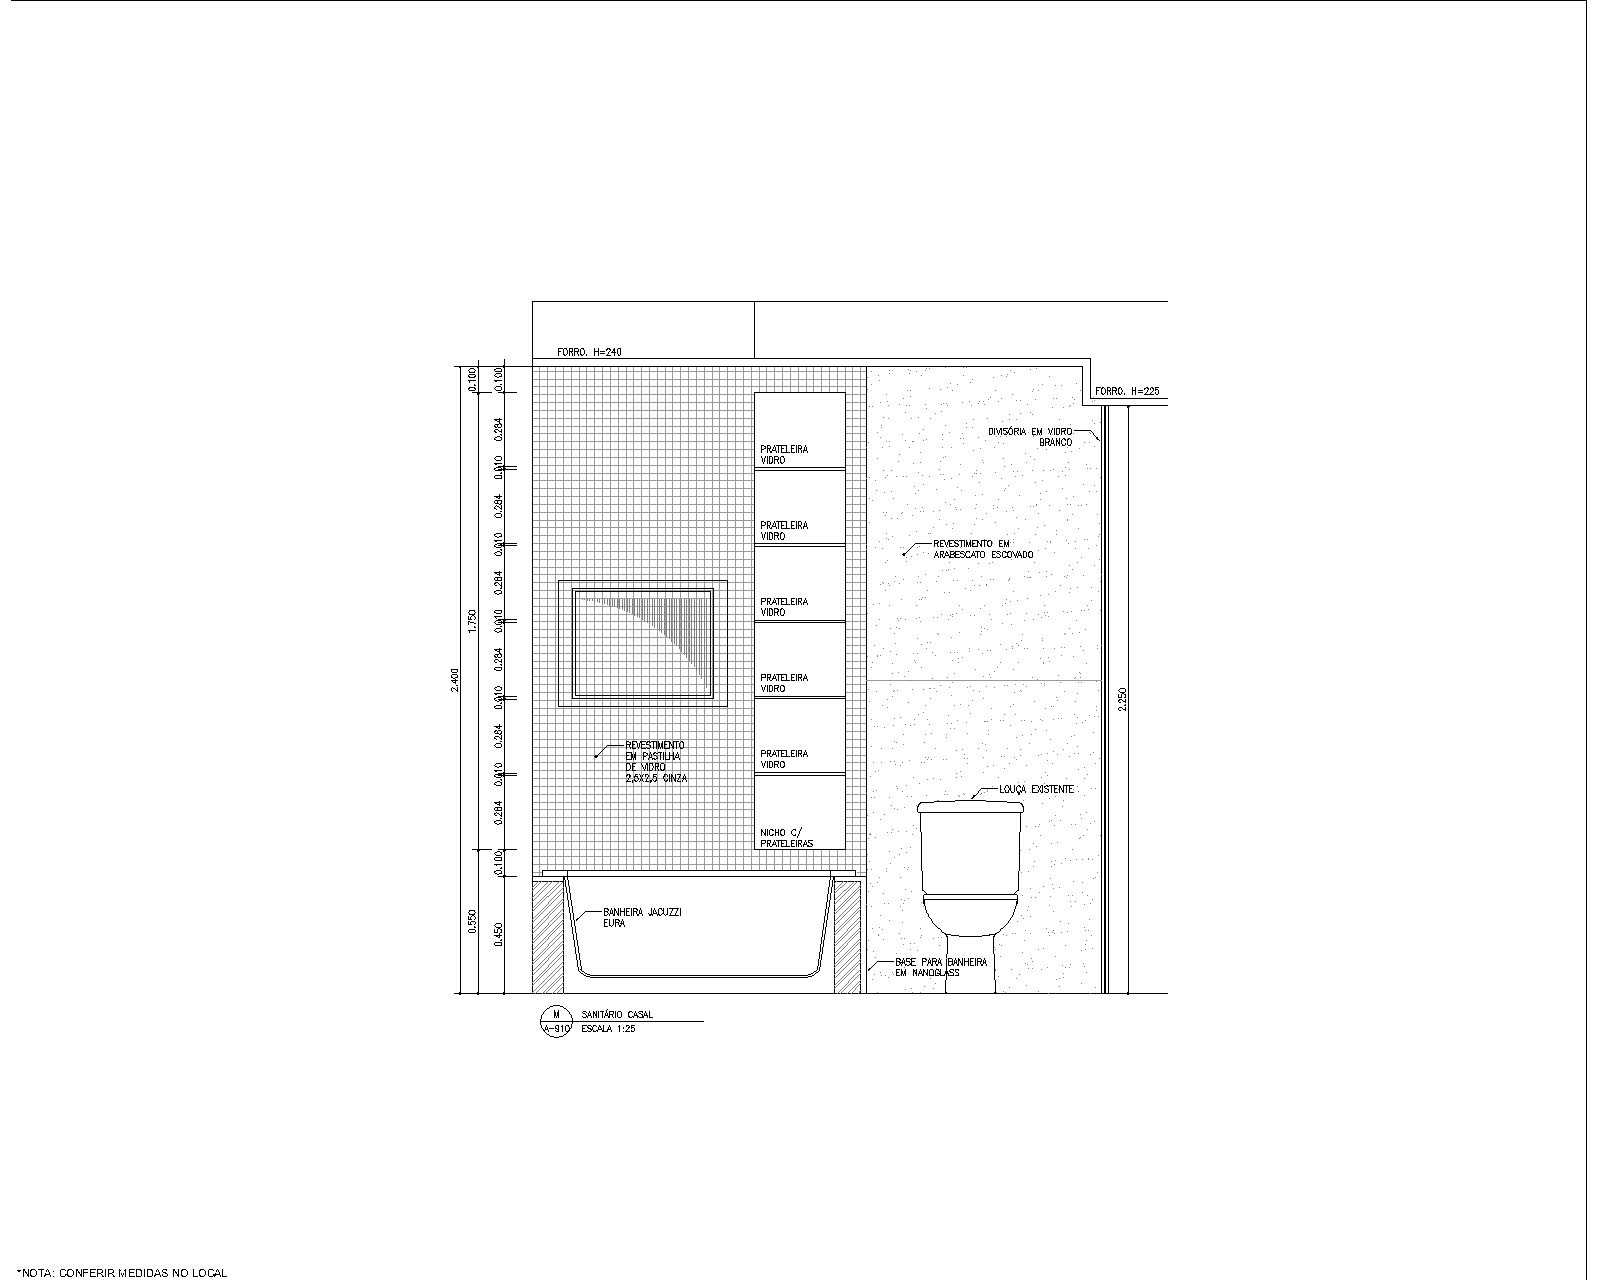 FORRO. H=240
FORRO. H=225
0.100
0.100
0.284
0.010
0.284
0.010
0.284
0.010
0.284
0.010
0.284
0.010
0.284
0.100
0.450
1.750
0.550
2.400
2.250
DIVISÓRIA EM VIDRO
BRANCO
PRATELEIRA
VIDRO
PRATELEIRA
VIDRO
PRATELEIRA
VIDRO
PRATELEIRA
VIDRO
PRATELEIRA
VIDRO
NICHO C/
PRATELEIRAS
REVESTIMENTO EM
ARABESCATO ESCOVADO
REVESTIMENTO
EM PASTILHA
DE VIDRO
2,5X2,5 CINZA
LOUÇA EXISTENTE
BANHEIRA JACUZZI
EURA
BASE PARA BANHEIRA
EM NANOGLASS
M
A-910
SANITÁRIO CASAL
ESCALA 1:25
*NOTA: CONFERIR MEDIDAS NO LOCAL